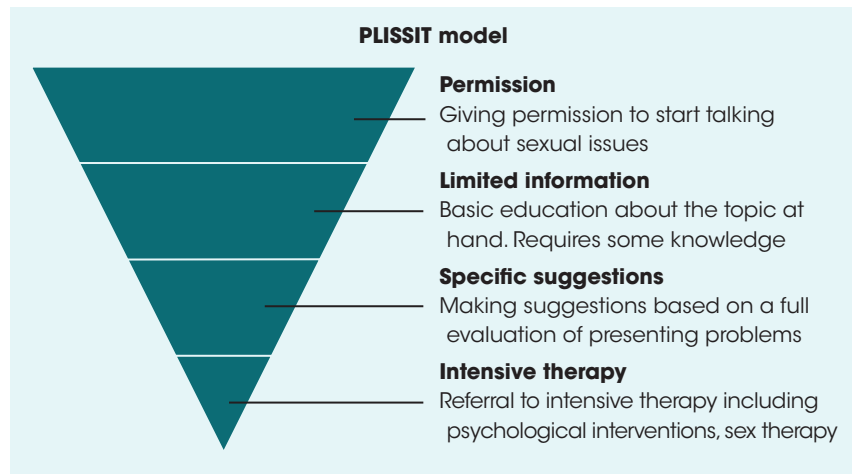 PLISSIT model
Permission
Giving permission to start talking
about sexual issues
Limited information
Basic education about the topic at
hand. Requires some knowledge
Specific suggestions
Making suggestions based on a full
evaluation of presenting problems
Intensive therapy
Referral to intensive therapy including
psychological interventions, sex therapy